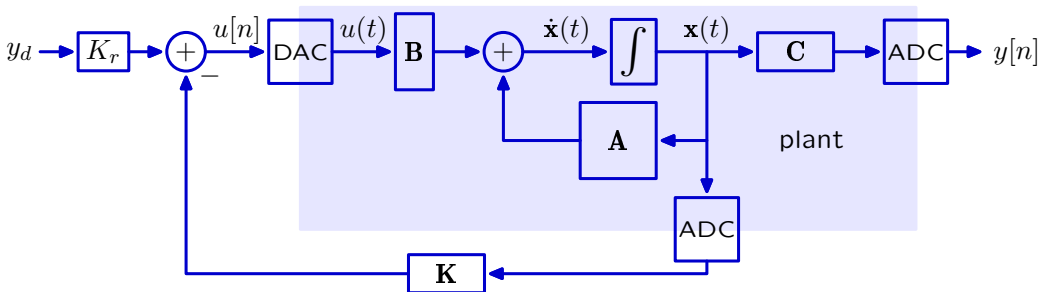 y_d K_r + − u[n] DAC u(t) B + ẋ(t) ∫ x(t) C ADC y[n]
A
plant
ADC
K